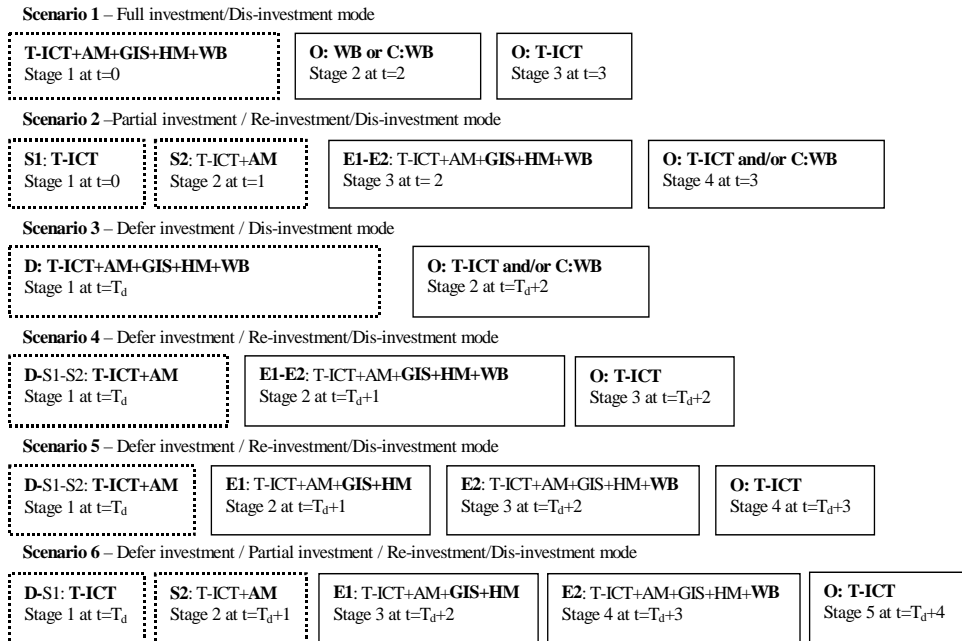 Scenario 1 – Full investment/Dis-investment mode
T-ICT+AM+GIS+HM+WB
Stage 1 at t=0
O: WB or C:WB
Stage 2 at t=2
O: T-ICT
Stage 3 at t=3
Scenario 2 –Partial investment / Re-investment/Dis-investment mode
S1: T-ICT
Stage 1 at t=0
S2: T-ICT+AM
Stage 2 at t=1
E1-E2: T-ICT+AM+GIS+HM+WB
Stage 3 at t= 2
O: T-ICT and/or C:WB
Stage 4 at t=3
Scenario 3 – Defer investment / Dis-investment mode
D: T-ICT+AM+GIS+HM+WB
Stage 1 at t=Td
O: T-ICT and/or C:WB
Stage 2 at t=Td+2
Scenario 4 – Defer investment / Re-investment/Dis-investment mode
D-S1-S2: T-ICT+AM
Stage 1 at t=Td
E1-E2: T-ICT+AM+GIS+HM+WB
Stage 2 at t=Td+1
O: T-ICT
Stage 3 at t=Td+2
Scenario 5 – Defer investment / Re-investment/Dis-investment mode
D-S1-S2: T-ICT+AM
Stage 1 at t=Td
E1: T-ICT+AM+GIS+HM
Stage 2 at t=Td+1
E2: T-ICT+AM+GIS+HM+WB
Stage 3 at t=Td+2
O: T-ICT
Stage 4 at t=Td+3
Scenario 6 – Defer investment / Partial investment / Re-investment/Dis-investment mode
D-S1: T-ICT
Stage 1 at t=Td
S2: T-ICT+AM
Stage 2 at t=Td+1
E1: T-ICT+AM+GIS+HM
Stage 3 at t=Td+2
E2: T-ICT+AM+GIS+HM+WB
Stage 4 at t=Td+3
O: T-ICT
Stage 5 at t=Td+4